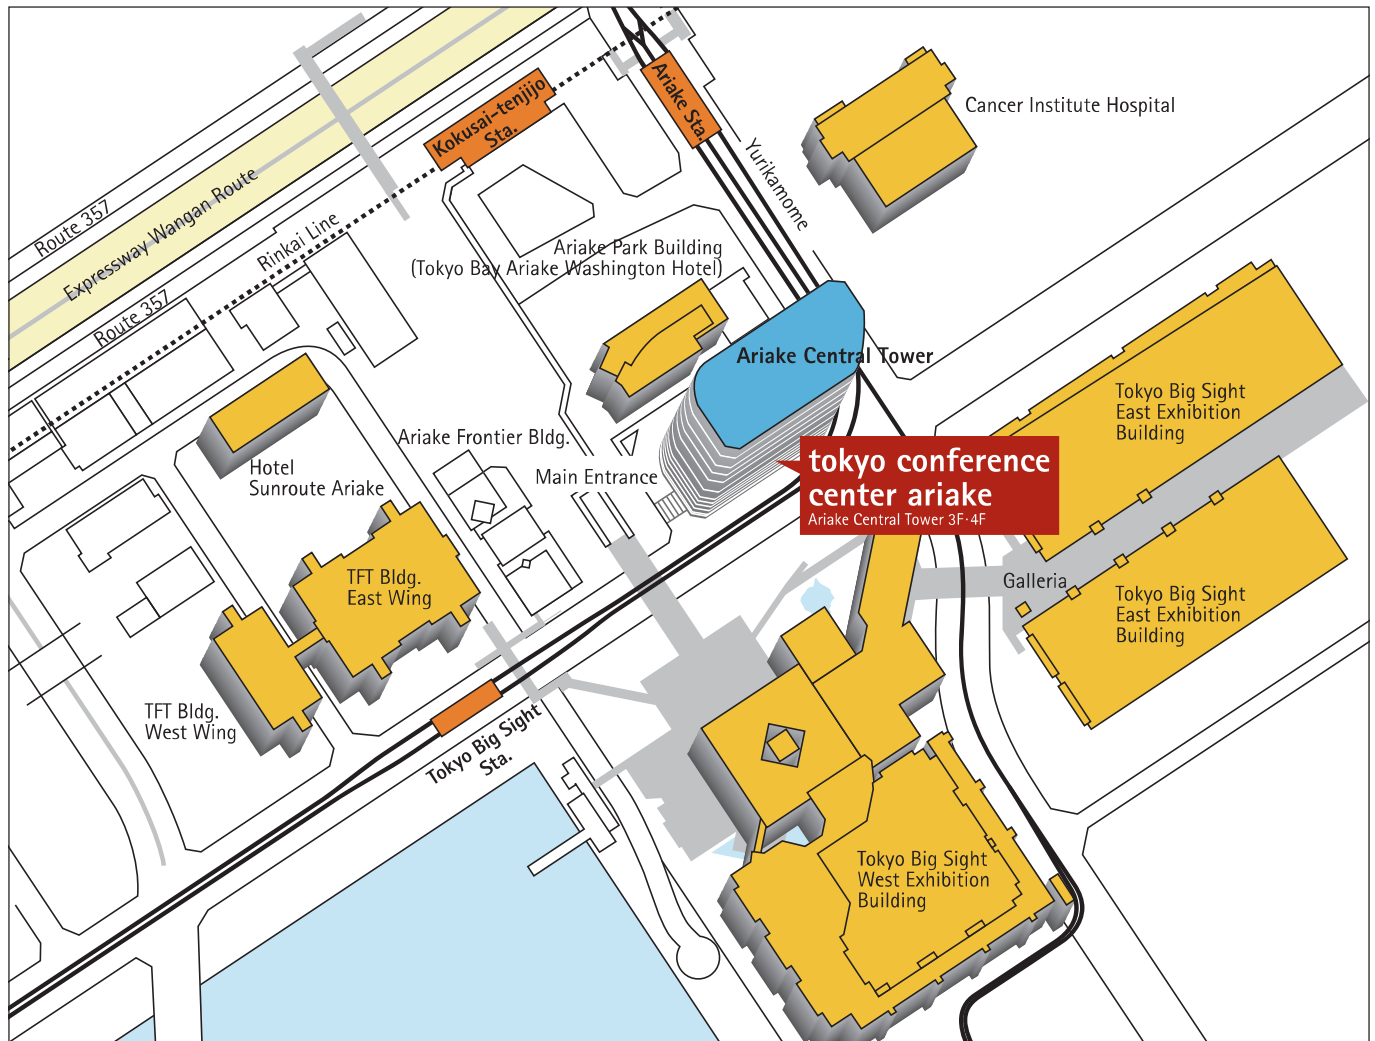 Kokusai-tenjijo
Sta.
Ariake Sta.
Cancer Institute Hospital
Yurikamome
Route 357
Expressway Wangan Route
Rinkai Line
Route 357
Ariake Park Building
(Tokyo Bay Ariake Washington Hotel)
Ariake Central Tower
Tokyo Big Sight
East Exhibition
Building
Ariake Frontier Bldg.
Hotel
Sunroute Ariake
Main Entrance
tokyo conference
center ariake
Ariake Central Tower 3F·4F
TFT Bldg.
East Wing
Galleria
Tokyo Big Sight
East Exhibition
Building
TFT Bldg.
West Wing
Tokyo Big Sight
Sta.
Tokyo Big Sight
West Exhibition
Building